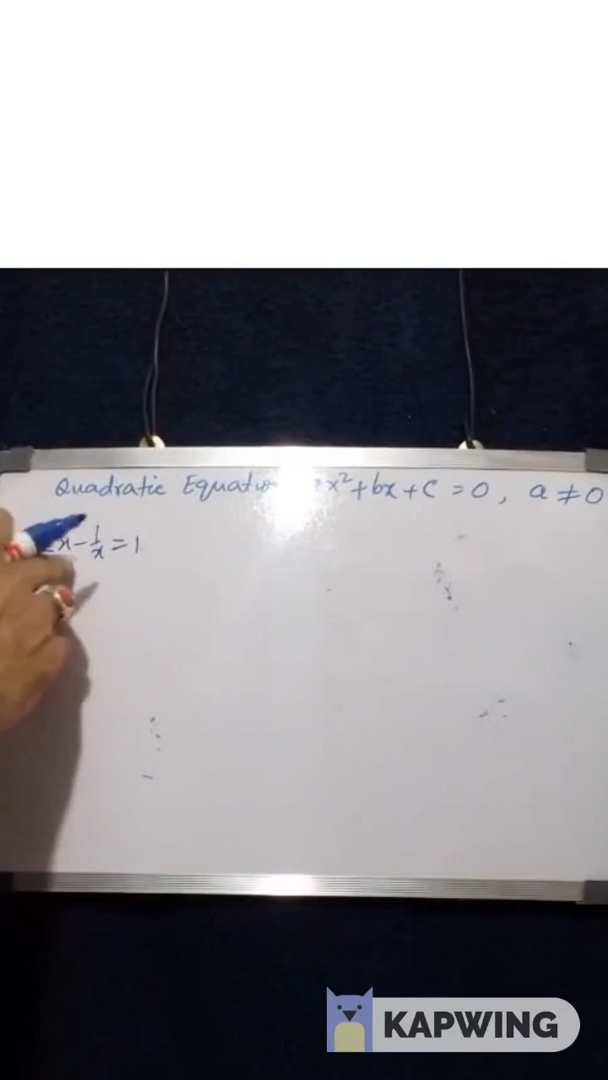 Quadratic Equatio x²+bx+c=0, a≠0
x-1/x=1
KAPWING